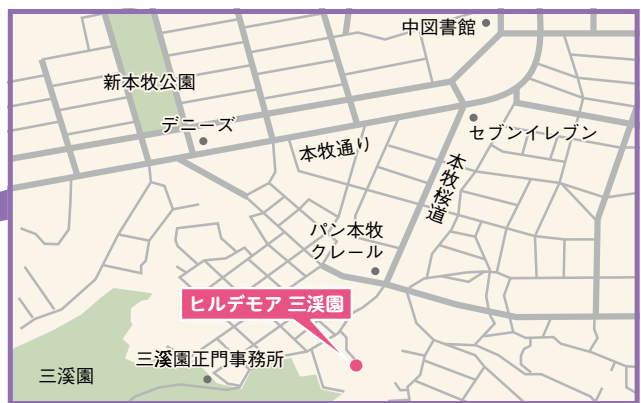 中図書館
新本牧公園
デニーズ
セブンイレブン
本牧通り
本牧桜道
パン本牧
クレール
ヒルデモア 三渓園
三溪園正門事務所
三溪園